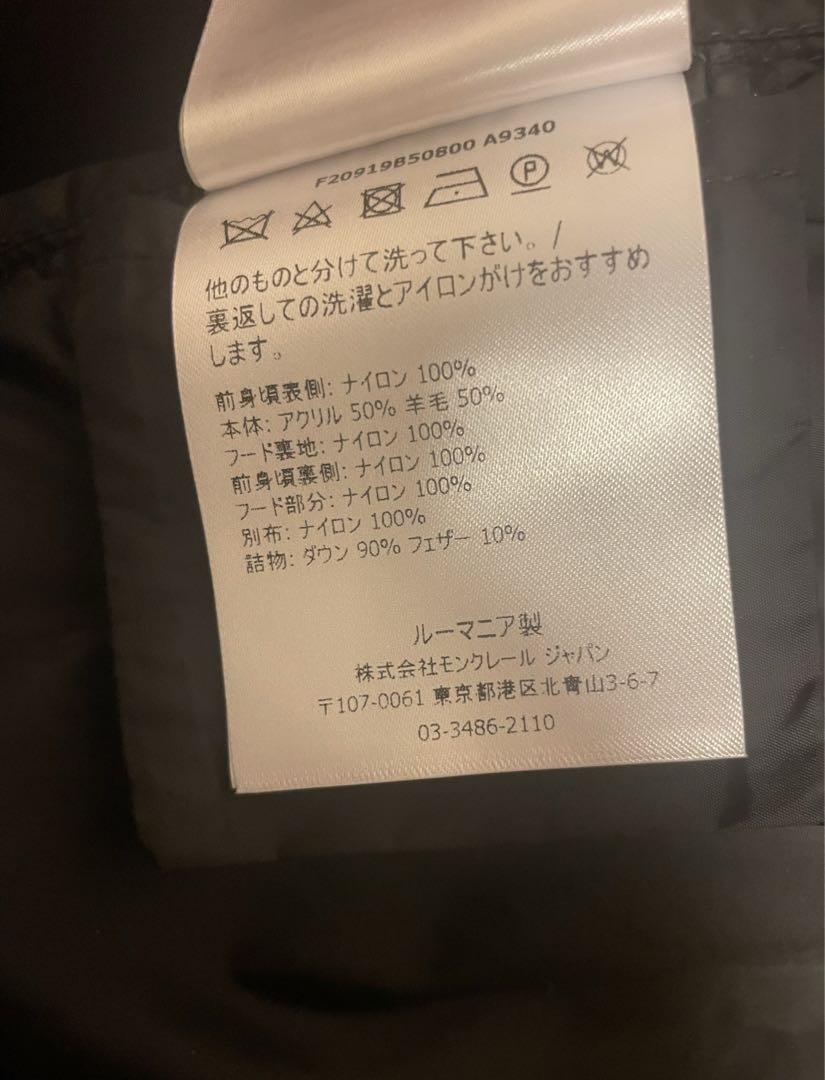 F20919B50800 A9340
P W
他のものと分けて洗って下さい。/
裏返しての洗濯とアイロンがけをおすすめ
します。
前身頃表側: ナイロン 100%
本体: アクリル 50% 羊毛 50%
フード裏地: ナイロン 100%
前身頃裏側: ナイロン 100%
フード部分: ナイロン 100%
別布: ナイロン 100%
詰物: ダウン 90% フェザー 10%
ルーマニア製
株式会社モンクレール ジャパン
〒107-0061 東京都港区北青山3-6-7
03-3486-2110